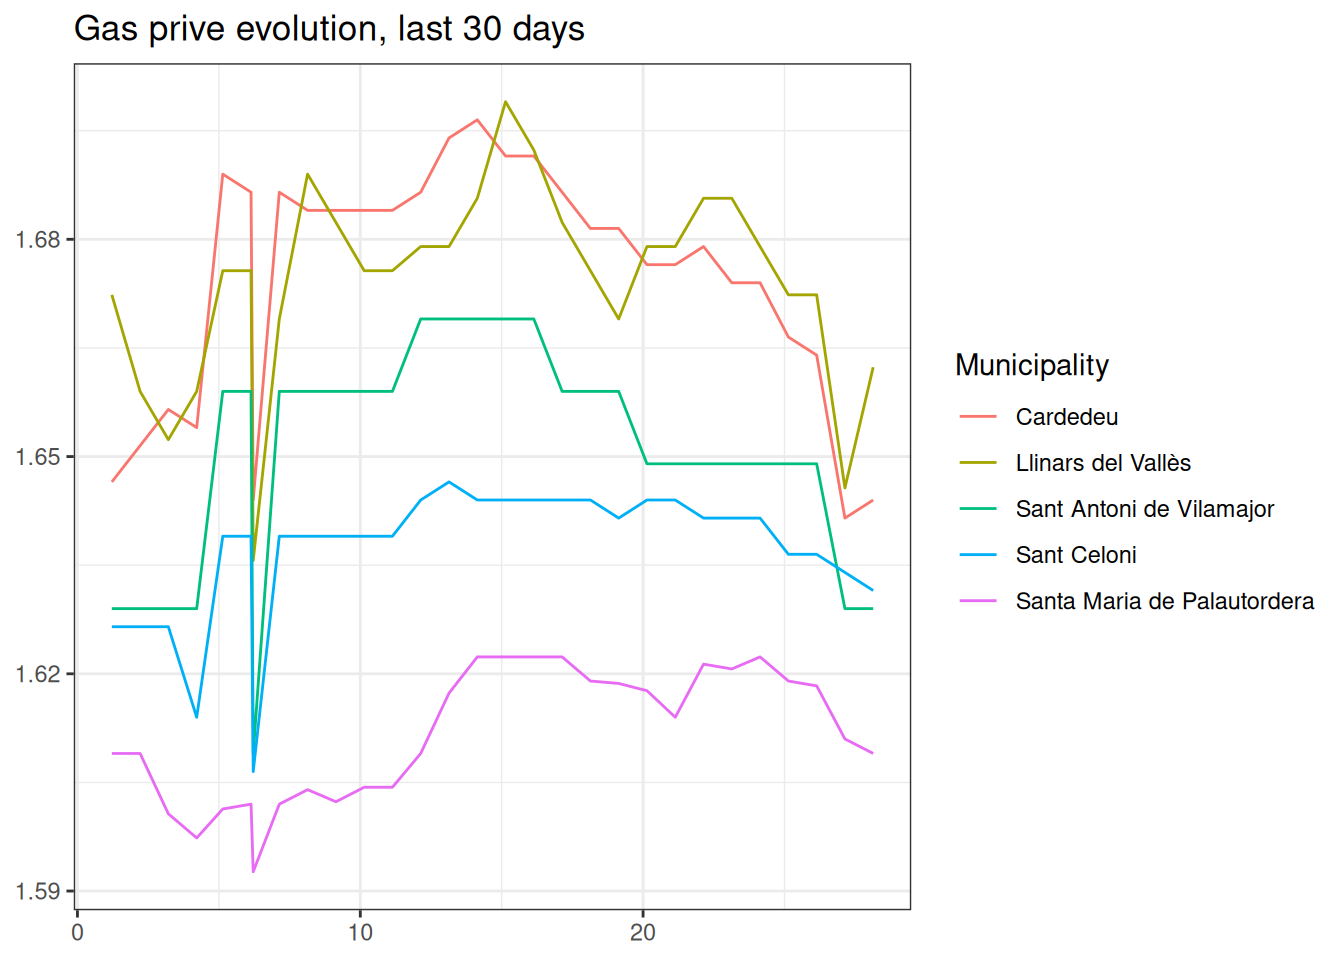 Gas prive evolution, last 30 days
1.68
1.65
1.62
1.59
0
10
20
Municipality
Cardedeu
Llinars del Vallès
Sant Antoni de Vilamajor
Sant Celoni
Santa Maria de Palautordera